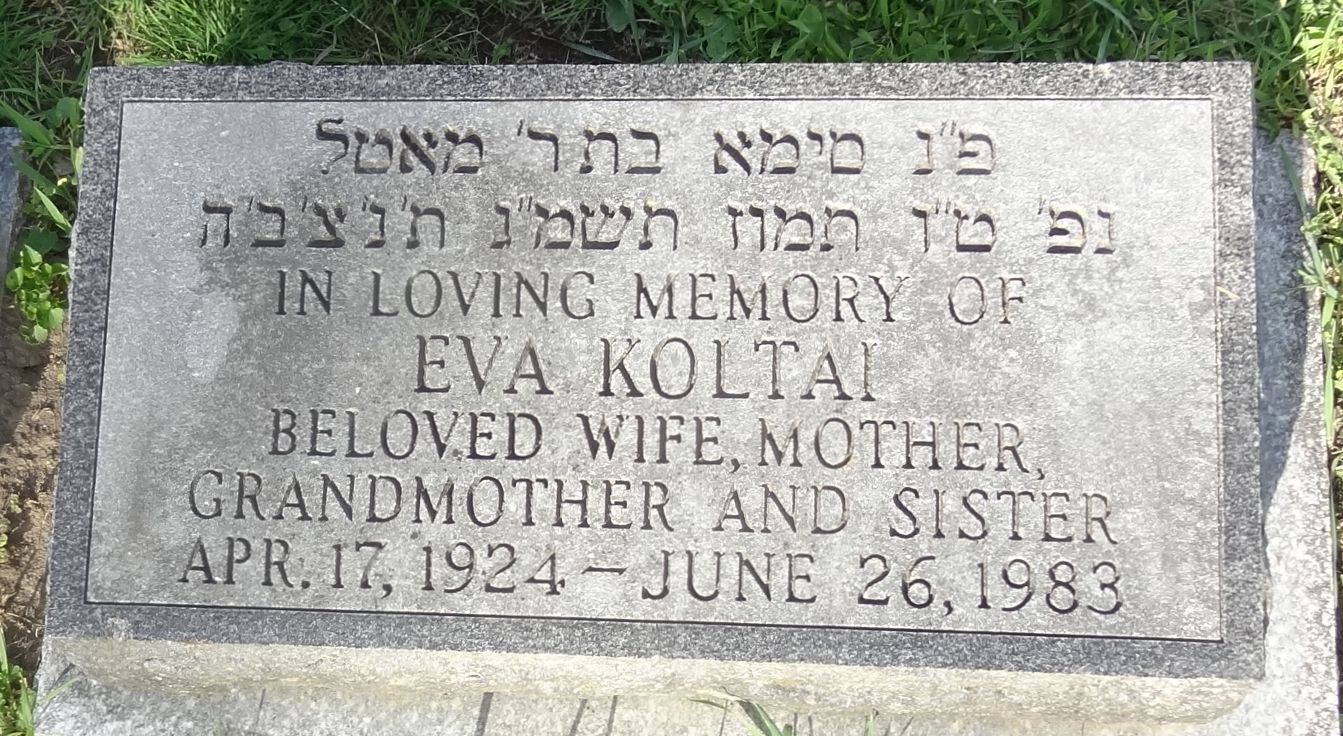 פ"נ סימא בת ר' מאטל
נפ' ט"ו תמוז תשמ"ג ת'נ'צ'ב'ה
IN LOVING MEMORY OF
EVA KOLTAI
BELOVED WIFE, MOTHER,
GRANDMOTHER AND SISTER
APR. 17, 1924 – JUNE 26, 1983